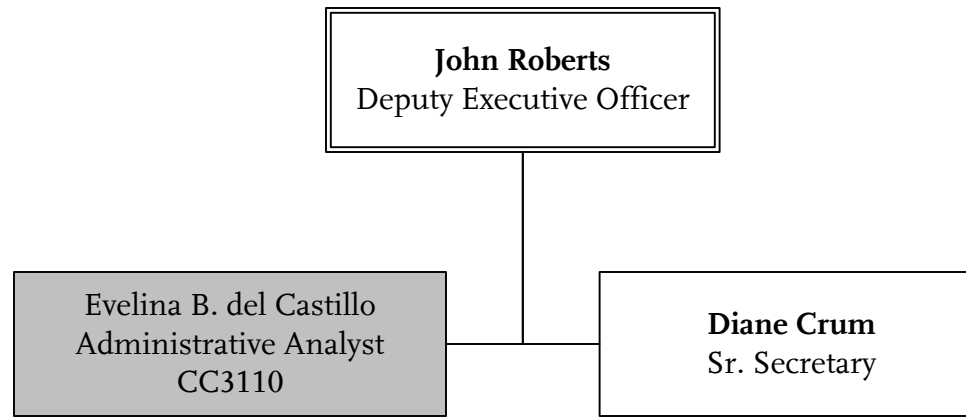 John Roberts
Deputy Executive Officer
Evelina B. del Castillo
Administrative Analyst
CC3110
Diane Crum
Sr. Secretary